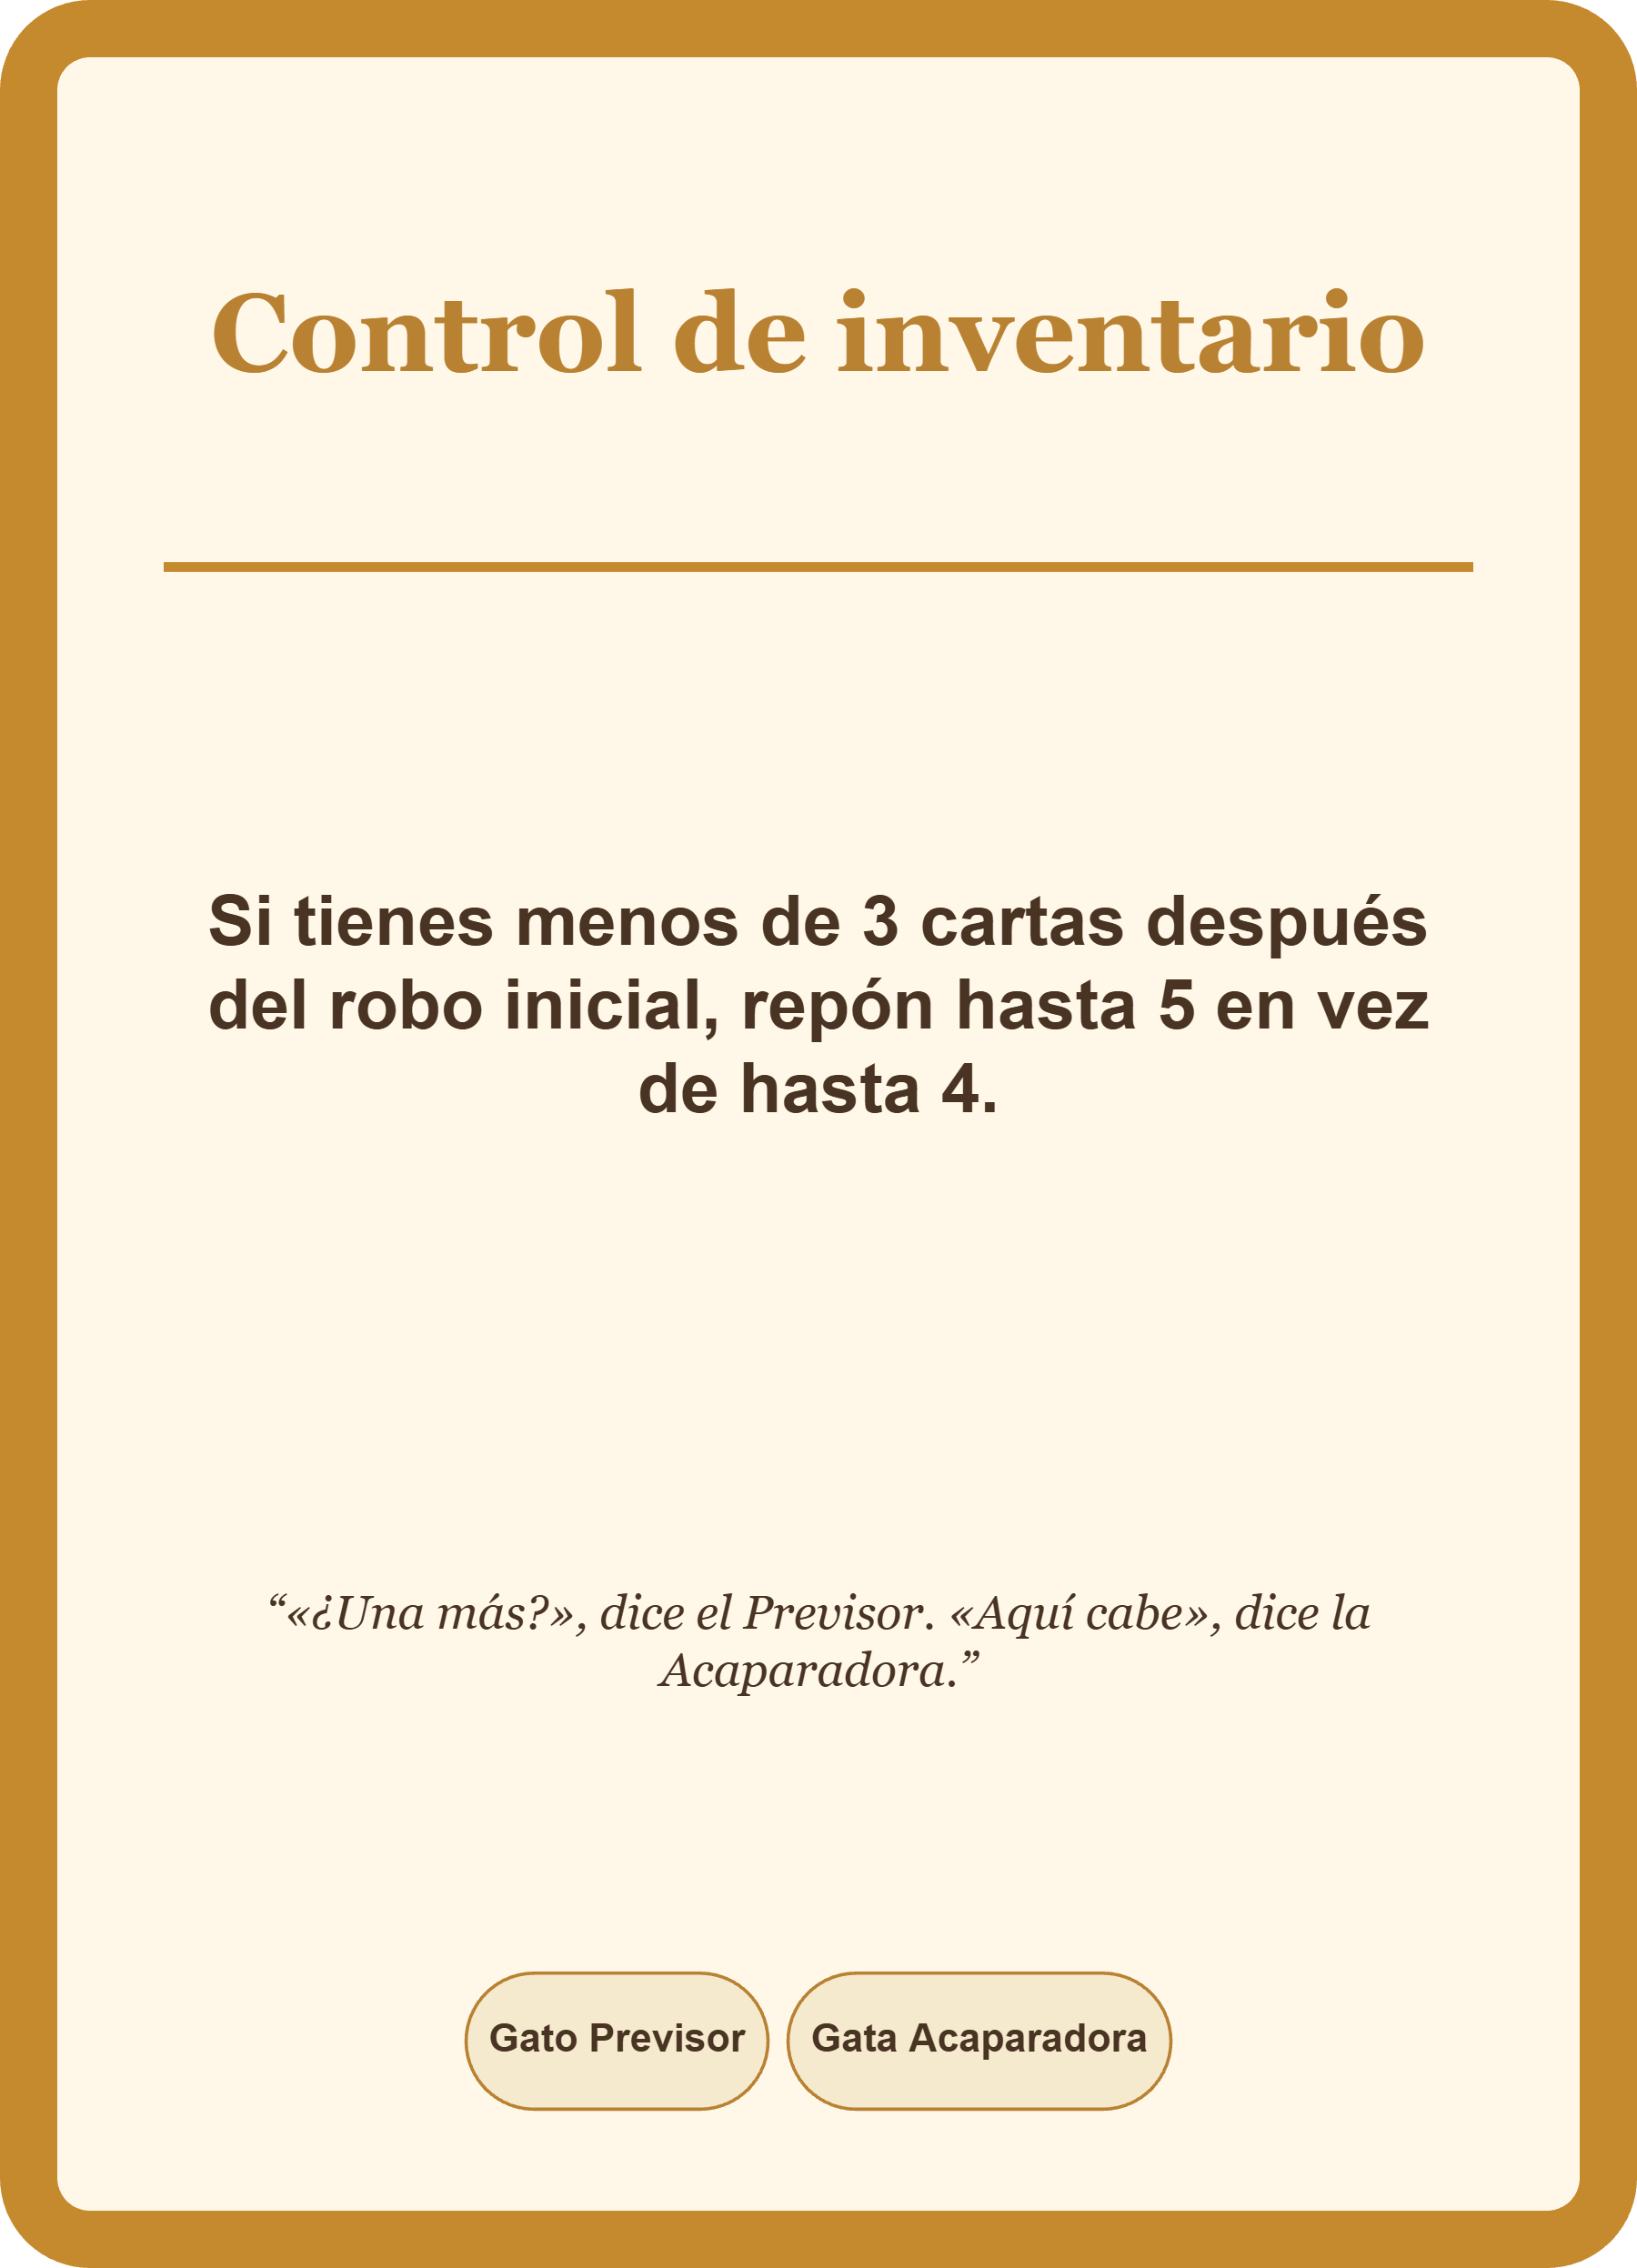 Control de inventario
Si tienes menos de 3 cartas después
del robo inicial, repón hasta 5 en vez
de hasta 4.
“«¿Una más?», dice el Previsor. «Aquí cabe», dice la
Acaparadora.”
Gato Previsor
Gata Acaparadora